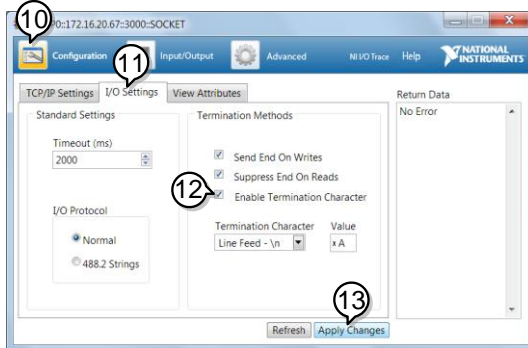 10
P0::172.16.20.67::3000::SOCKET
Configuration Input/Output Advanced NI I/O Trace Help NATIONAL INSTRUMENTS
11
TCP/IP Settings I/O Settings View Attributes Return Data
Standard Settings Termination Methods No Error
Timeout (ms)
2000
Send End On Writes
Suppress End On Reads
12
Enable Termination Character
I/O Protocol
Termination Character Value
Normal
Line Feed - \n x A
488.2 Strings
13
Refresh Apply Changes